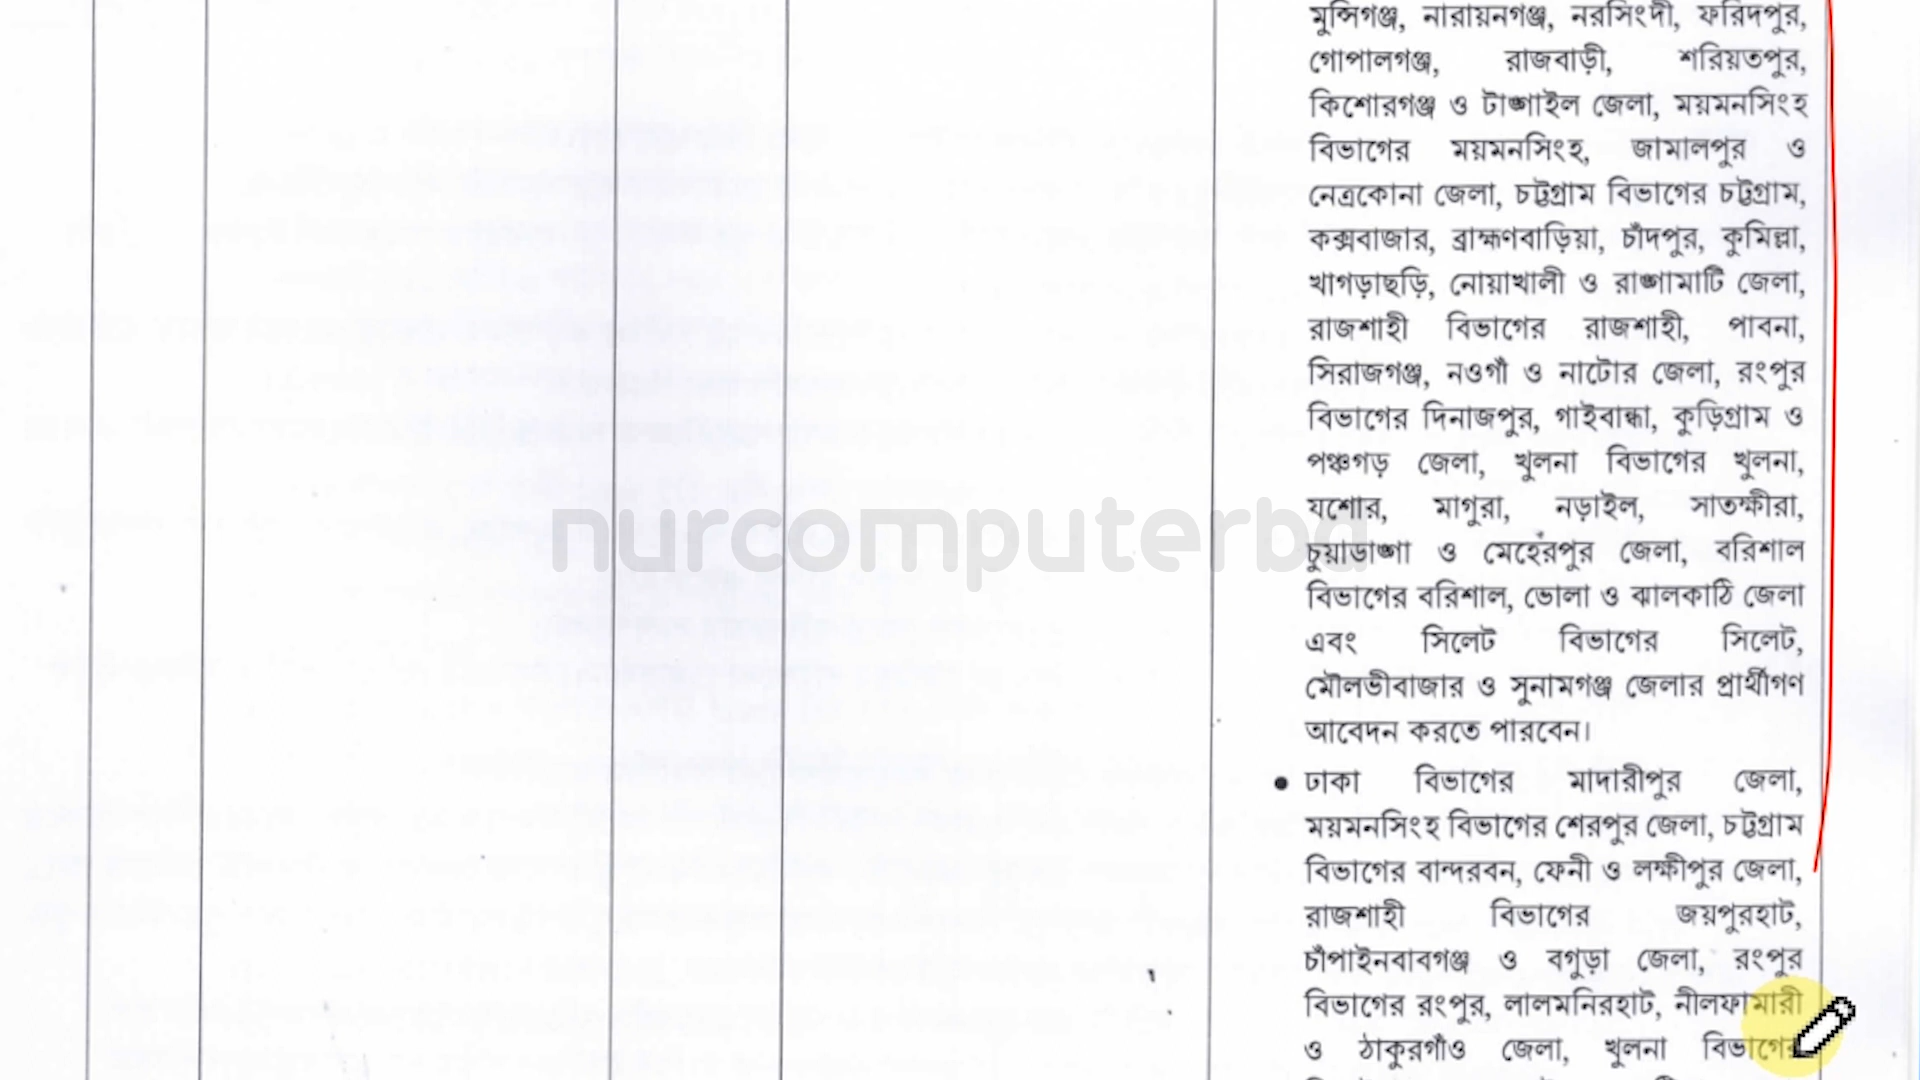 মুন্সিগঞ্জ, নারায়নগঞ্জ, নরসিংদী, ফরিদপুর,
গোপালগঞ্জ, রাজবাড়ী, শরিয়তপুর,
কিশোরগঞ্জ ও টাঙ্গাইল জেলা, ময়মনসিংহ
বিভাগের ময়মনসিংহ, জামালপুর ও
নেত্রকোনা জেলা, চট্টগ্রাম বিভাগের চট্টগ্রাম,
কক্সবাজার, ব্রাহ্মণবাড়িয়া, চাঁদপুর, কুমিল্লা,
খাগড়াছড়ি, নোয়াখালী ও রাঙ্গামাটি জেলা,
রাজশাহী বিভাগের রাজশাহী, পাবনা,
সিরাজগঞ্জ, নওগাঁ ও নাটোর জেলা, রংপুর
বিভাগের দিনাজপুর, গাইবান্ধা, কুড়িগ্রাম ও
পঞ্চগড় জেলা, খুলনা বিভাগের খুলনা,
যশোর, মাগুরা, নড়াইল, সাতক্ষীরা,
nurcomputerba
চুয়াডাঙ্গা ও মেহেরপুর জেলা, বরিশাল
বিভাগের বরিশাল, ভোলা ও ঝালকাঠি জেলা
এবং সিলেট বিভাগের সিলেট,
মৌলভীবাজার ও সুনামগঞ্জ জেলার প্রার্থীগণ
আবেদন করতে পারবেন।
• ঢাকা বিভাগের মাদারীপুর জেলা,
ময়মনসিংহ বিভাগের শেরপুর জেলা, চট্টগ্রাম
বিভাগের বান্দরবন, ফেনী ও লক্ষীপুর জেলা,
রাজশাহী বিভাগের জয়পুরহাট,
চাঁপাইনবাবগঞ্জ ও বগুড়া জেলা, রংপুর
বিভাগের রংপুর, লালমনিরহাট, নীলফামারী
ও ঠাকুরগাঁও জেলা, খুলনা বিভাগের